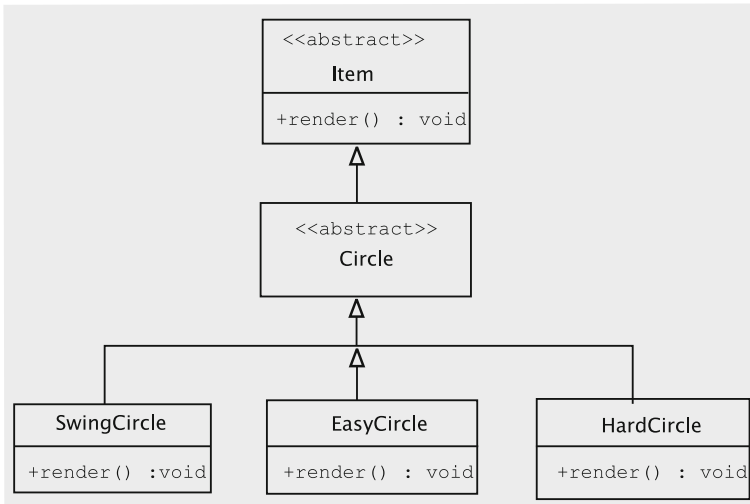 <<abstract>>
Item
+render() : void
<<abstract>>
Circle
SwingCircle
+render() :void
EasyCircle
+render() : void
HardCircle
+render() : void